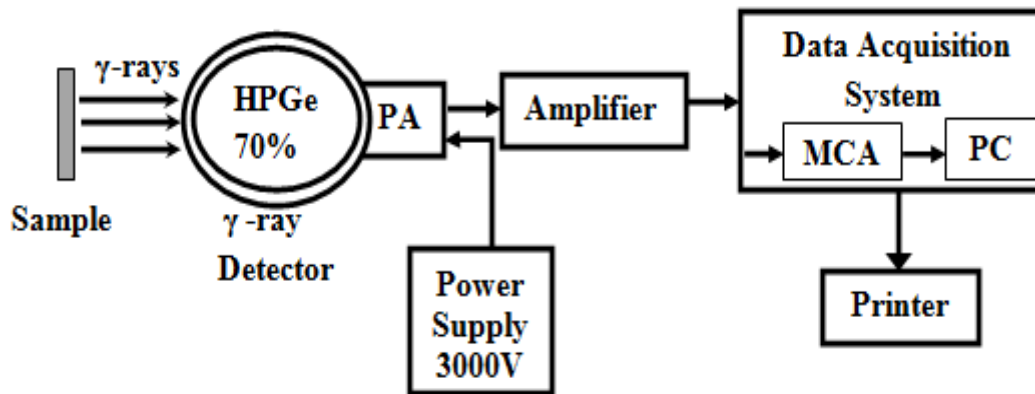 γ-rays
Sample
HPGe
70%
γ -ray
Detector
PA
Power
Supply
3000V
Amplifier
Data Acquisition
System
MCA
PC
Printer